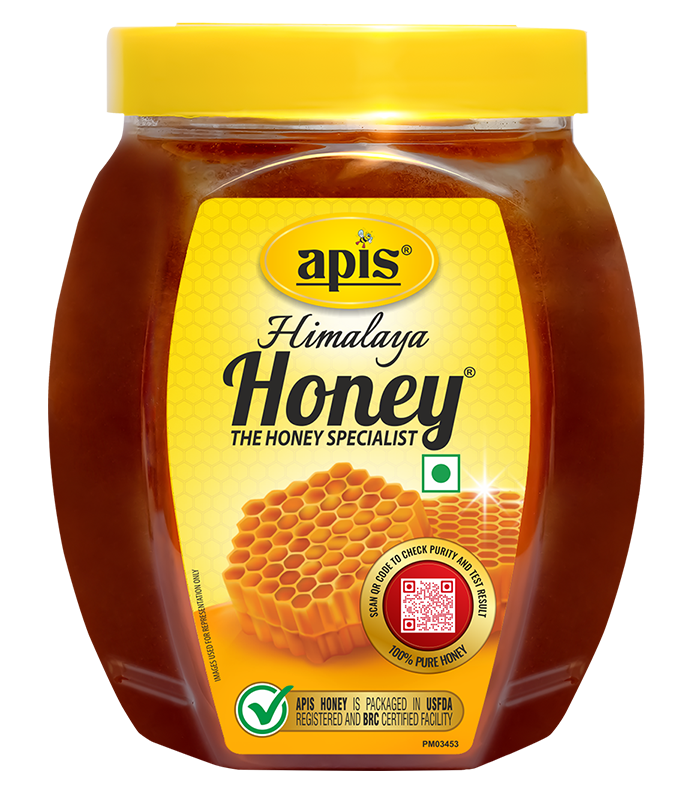 apis®
Himalaya
Honey®
THE HONEY SPECIALIST
SCAN QR CODE TO CHECK PURITY AND TEST RESULT
100% PURE HONEY
IMAGES USED FOR REPRESENTATION ONLY
APIS HONEY IS PACKAGED IN USFDA
REGISTERED AND BRC CERTIFIED FACILITY
PM03453